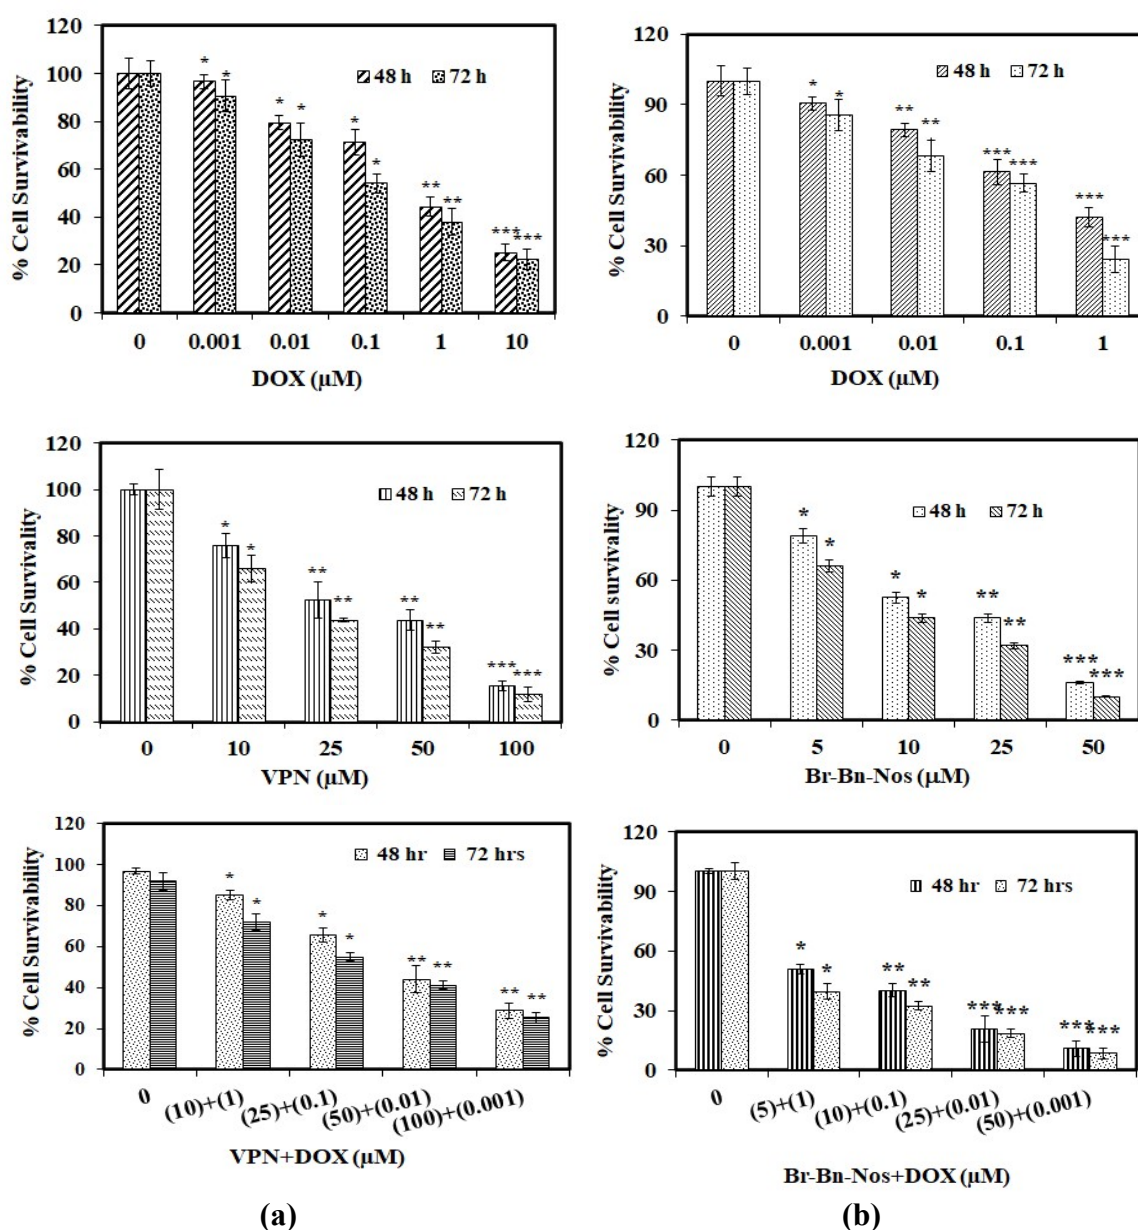 % Cell Survivability
120
100
80
60
40
20
0
48 h 72 h
* * * * * * ** ** *** ***
0 0.001 0.01 0.1 1 10
DOX (µM)
% Cell Survivability
120
90
60
30
0
48 h 72 h
* * ** ** *** *** *** ***
0 0.001 0.01 0.1 1
DOX (µM)
% Cell Survivality
120
100
80
60
40
20
0
48 h 72 h
* * ** ** ** ** *** ***
0 10 25 50 100
VPN (µM)
% Cell survivability
120
90
60
30
0
48 h 72 h
* * * * ** ** *** ***
0 5 10 25 50
Br-Bn-Nos (µM)
% Cell Survivability
120
100
80
60
40
20
0
48 hr 72 hrs
* * * * ** ** ** **
0 (10)+(1) (25)+(0.1) (50)+(0.01) (100)+(0.001)
VPN+DOX (µM)
(a)
% Cell Survivability
120
90
60
30
0
48 hr 72 hrs
* * ** ** *** *** *** ***
0 (5)+(1) (10)+(0.1) (25)+(0.01) (50)+(0.001)
Br-Bn-Nos+DOX (µM)
(b)